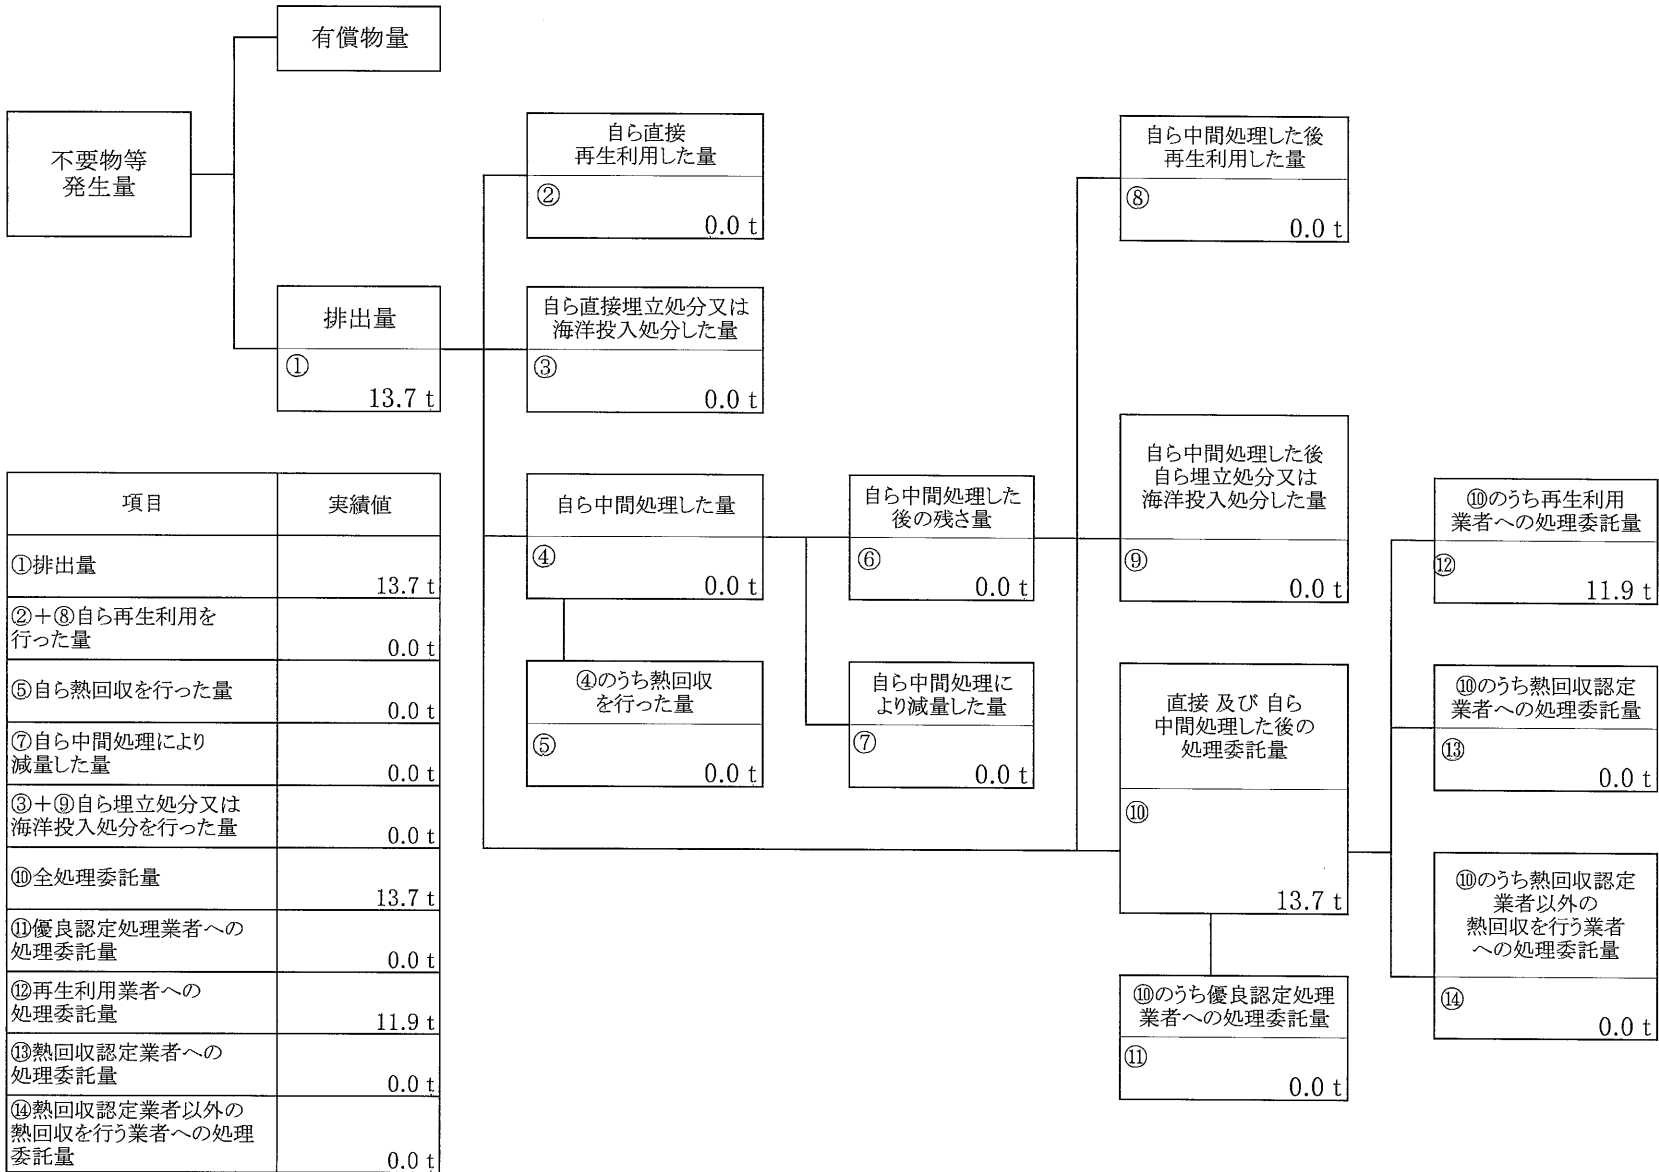 有償物量
不要物等
発生量
排出量
①
13.7 t
自ら直接
再生利用した量
②
0.0 t
自ら直接埋立処分又は
海洋投入処分した量
③
0.0 t
自ら中間処理した量
④
0.0 t
④のうち熱回収
を行った量
⑤
0.0 t
自ら中間処理した
後の残さ量
⑥
0.0 t
自ら中間処理に
より減量した量
⑦
0.0 t
自ら中間処理した後
再生利用した量
⑧
0.0 t
自ら中間処理した後
自ら埋立処分又は
海洋投入処分した量
⑨
0.0 t
直接 及び 自ら
中間処理した後の
処理委託量
⑩
13.7 t
⑩のうち優良認定処理
業者への処理委託量
⑪
0.0 t
⑩のうち再生利用
業者への処理委託量
⑫
11.9 t
⑩のうち熱回収認定
業者への処理委託量
⑬
0.0 t
⑩のうち熱回収認定
業者以外の
熱回収を行う業者
への処理委託量
⑭
0.0 t
項目 実績値
①排出量
13.7 t
②+⑧自ら再生利用を
行った量
0.0 t
⑤自ら熱回収を行った量
0.0 t
⑦自ら中間処理により
減量した量
0.0 t
③+⑨自ら埋立処分又は
海洋投入処分を行った量
0.0 t
⑩全処理委託量
13.7 t
⑪優良認定処理業者への
処理委託量
0.0 t
⑫再生利用業者への
処理委託量
11.9 t
⑬熱回収認定業者への
処理委託量
0.0 t
⑭熱回収認定業者以外の
熱回収を行う業者への処理
委託量
0.0 t